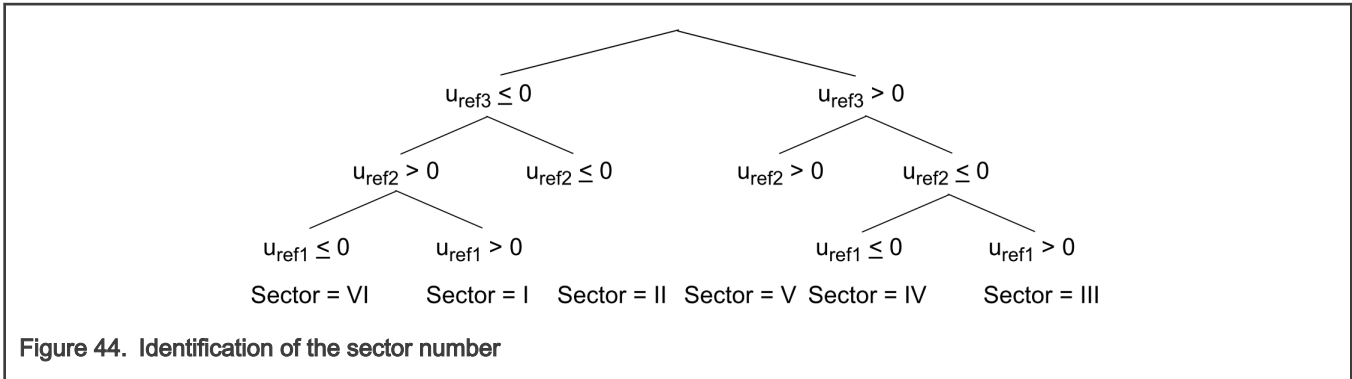 u_ref3 ≤ 0 u_ref3 > 0
u_ref2 > 0 u_ref2 ≤ 0 u_ref2 > 0 u_ref2 ≤ 0
u_ref1 ≤ 0 u_ref1 > 0 u_ref1 ≤ 0 u_ref1 > 0
Sector = VI Sector = I Sector = II Sector = V Sector = IV Sector = III
Figure 44. Identification of the sector number